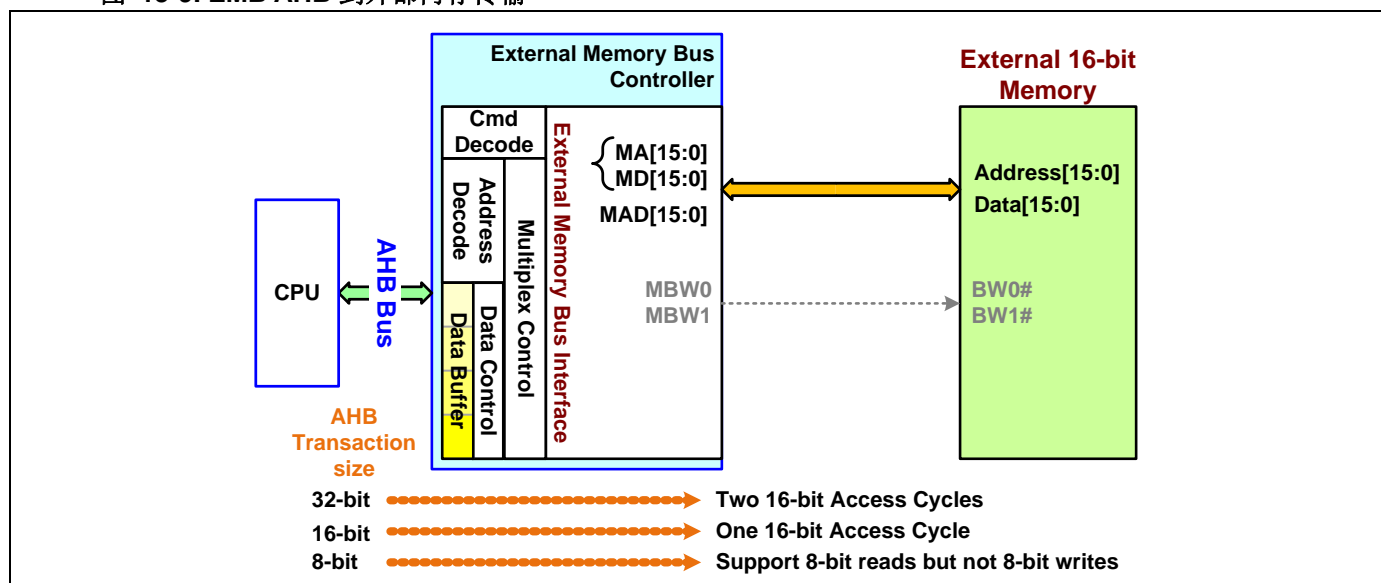 External Memory Bus
Controller
External 16-bit
Memory
Cmd
Decode
Address
Decode
Multiplex Control
External Memory Bus Interface
Data Control
Data Buffer
MA[15:0]
MD[15:0]
MAD[15:0]
MBW0
MBW1
Address[15:0]
Data[15:0]
BW0#
BW1#
CPU
AHB Bus
AHB
Transaction
size
32-bit
Two 16-bit Access Cycles
16-bit
One 16-bit Access Cycle
8-bit
Support 8-bit reads but not 8-bit writes